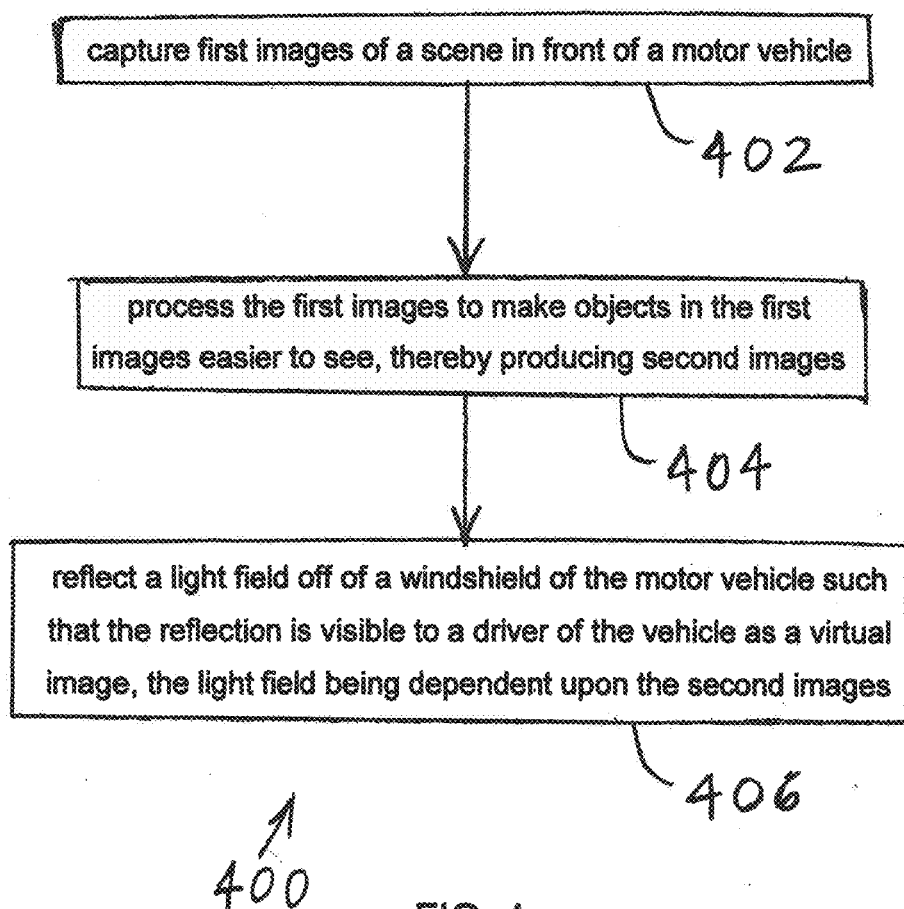 capture first images of a scene in front of a motor vehicle
402
process the first images to make objects in the first
images easier to see, thereby producing second images
404
reflect a light field off of a windshield of the motor vehicle such
that the reflection is visible to a driver of the vehicle as a virtual
image, the light field being dependent upon the second images
406
400